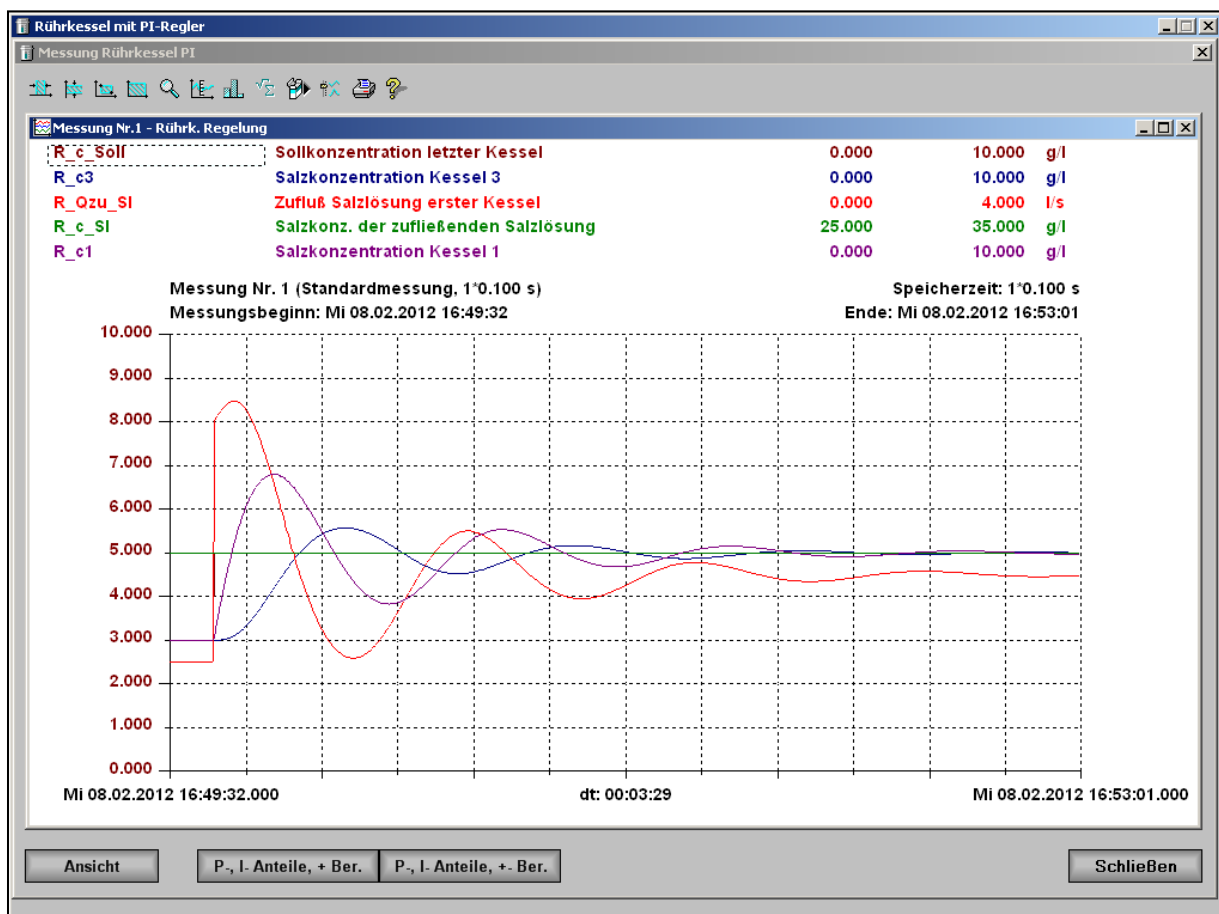 Rührkessel mit PI-Regler
Messung Rührkessel PI
Messung Nr.1 - Rührk. Regelung
R_c_Soll Sollkonzentration letzter Kessel 0.000 10.000 g/l
R_c3 Salzkonzentration Kessel 3 0.000 10.000 g/l
R_Qzu_Sl Zufluß Salzlösung erster Kessel 0.000 4.000 l/s
R_c_Sl Salzkonz. der zufließenden Salzlösung 25.000 35.000 g/l
R_c1 Salzkonzentration Kessel 1 0.000 10.000 g/l
Messung Nr. 1 (Standardmessung, 1*0.100 s) Speicherzeit: 1*0.100 s
Messungsbeginn: Mi 08.02.2012 16:49:32 Ende: Mi 08.02.2012 16:53:01
10.000
9.000
8.000
7.000
6.000
5.000
4.000
3.000
2.000
1.000
0.000
Mi 08.02.2012 16:49:32.000 dt: 00:03:29 Mi 08.02.2012 16:53:01.000
Ansicht P-, I- Anteile, + Ber. P-, I- Anteile, +- Ber. Schließen